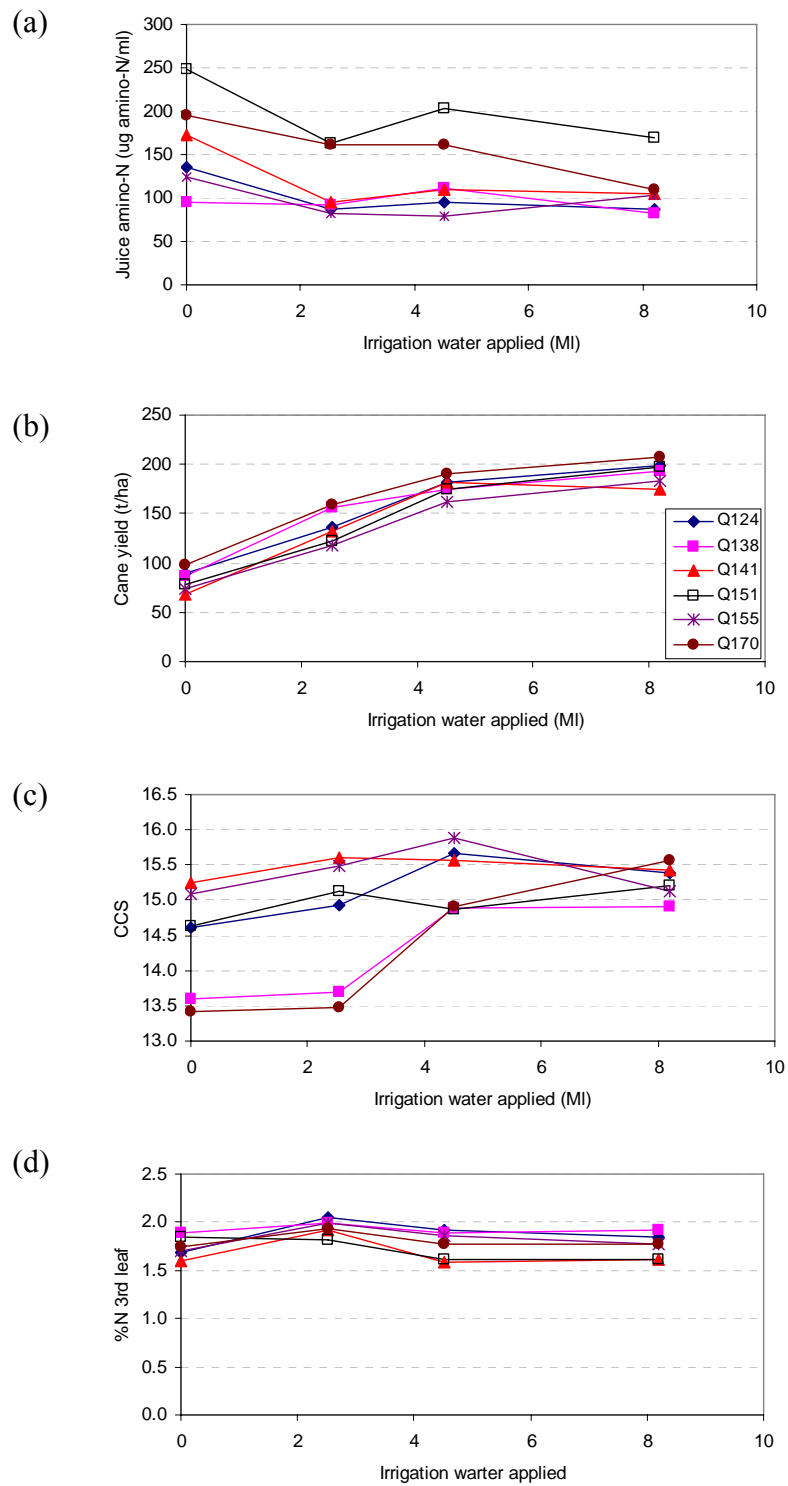 (a)
300
250
200
150
100
50
0
Juice amino-N (ug amino-N/ml)
0 2 4 6 8 10
Irrigation water applied (Ml)
(b)
250
200
150
100
50
0
Cane yield (t/ha)
Q124
Q138
Q141
Q151
Q155
Q170
0 2 4 6 8 10
Irrigation water applied (Ml)
(c)
16.5
16.0
15.5
15.0
14.5
14.0
13.5
13.0
CCS
0 2 4 6 8 10
Irrigation water applied (Ml)
(d)
2.5
2.0
1.5
1.0
0.5
0.0
%N 3rd leaf
0 2 4 6 8 10
Irrigation warter applied